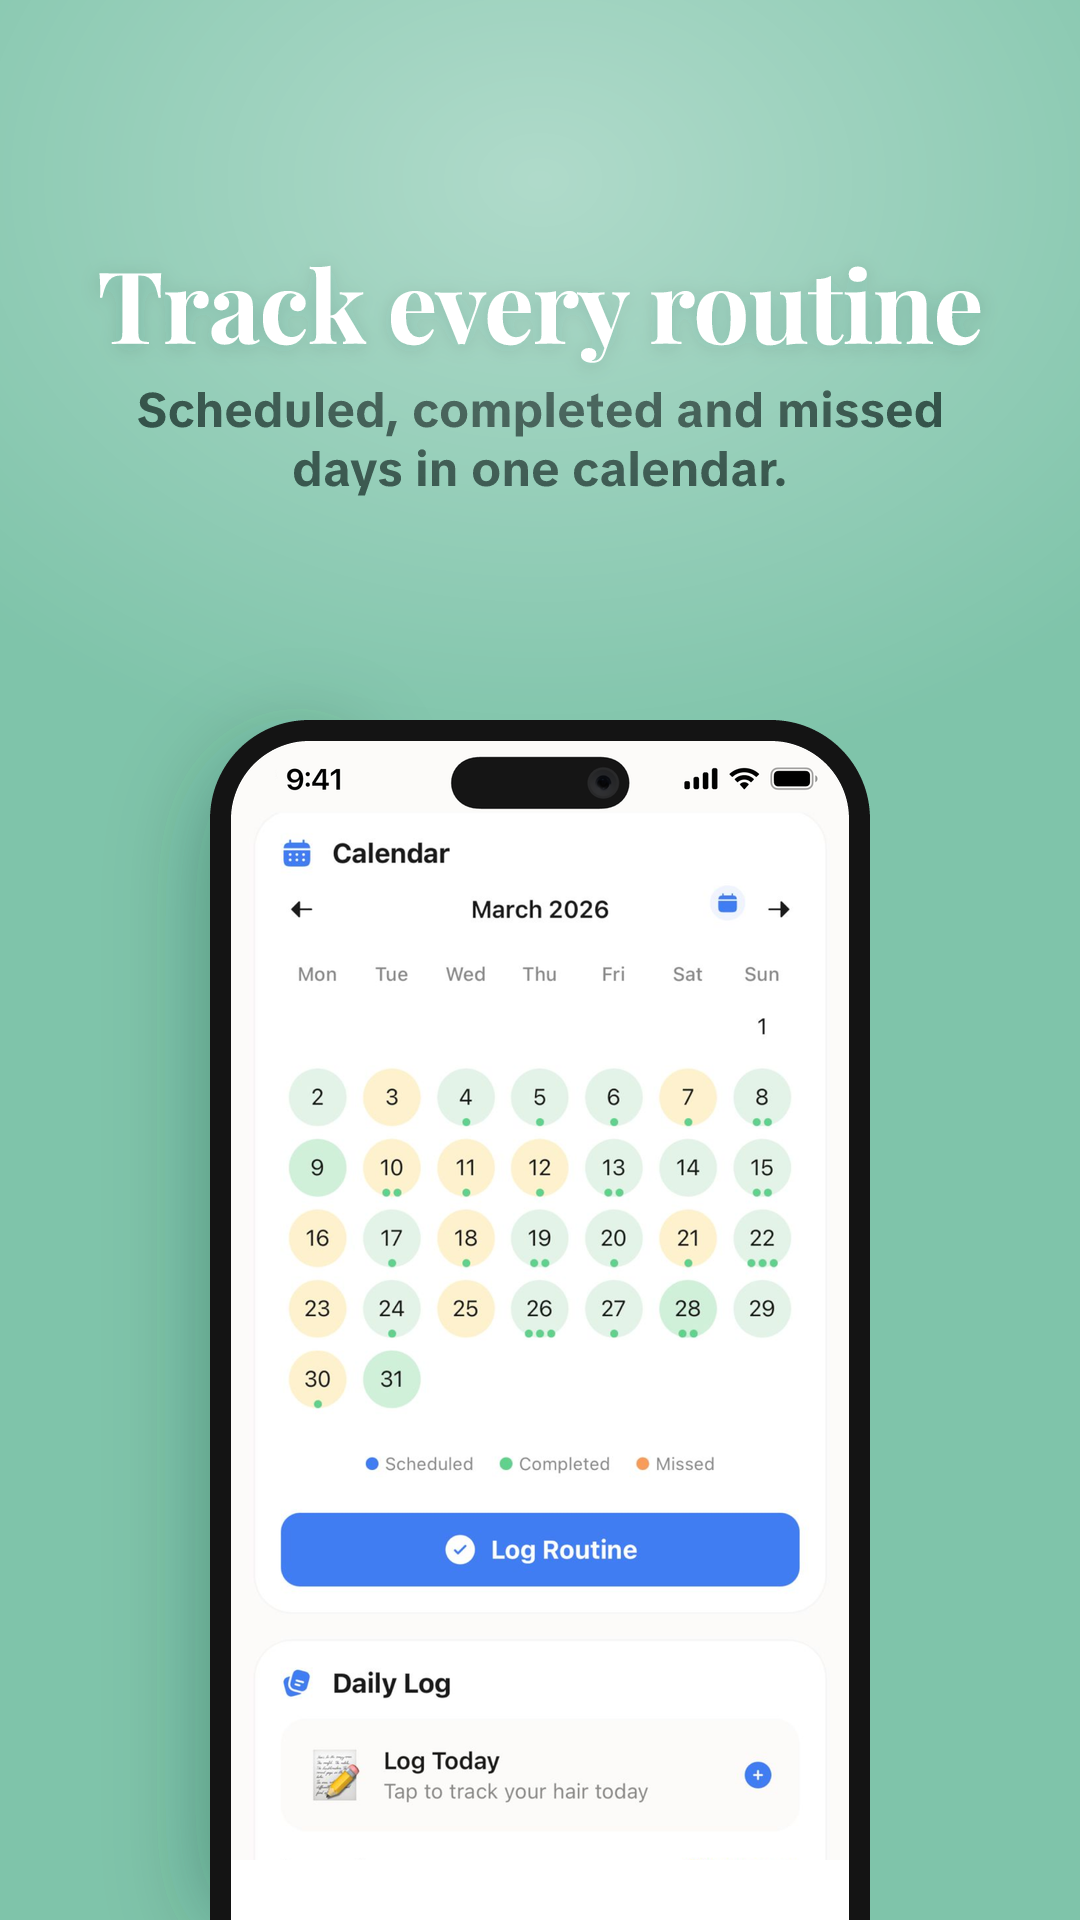 Track every routine
Scheduled, completed and missed
days in one calendar.
9:41
Calendar
March 2026
Mon Tue Wed Thu Fri Sat Sun
1
2 3 4 5 6 7 8
9 10 11 12 13 14 15
16 17 18 19 20 21 22
23 24 25 26 27 28 29
30 31
Scheduled Completed Missed
Log Routine
Daily Log
Log Today
Tap to track your hair today